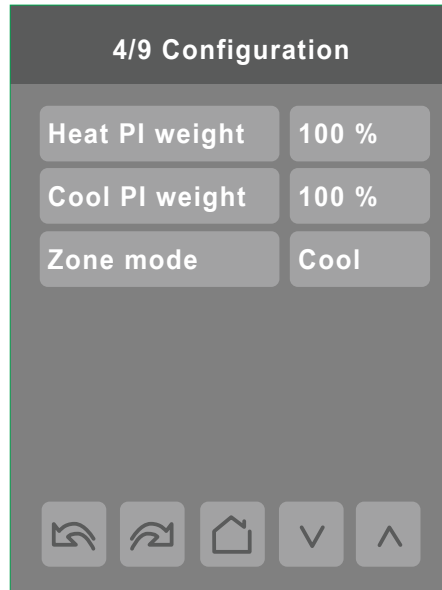 4/9 Configuration
Heat PI weight 100 %
Cool PI weight 100 %
Zone mode Cool